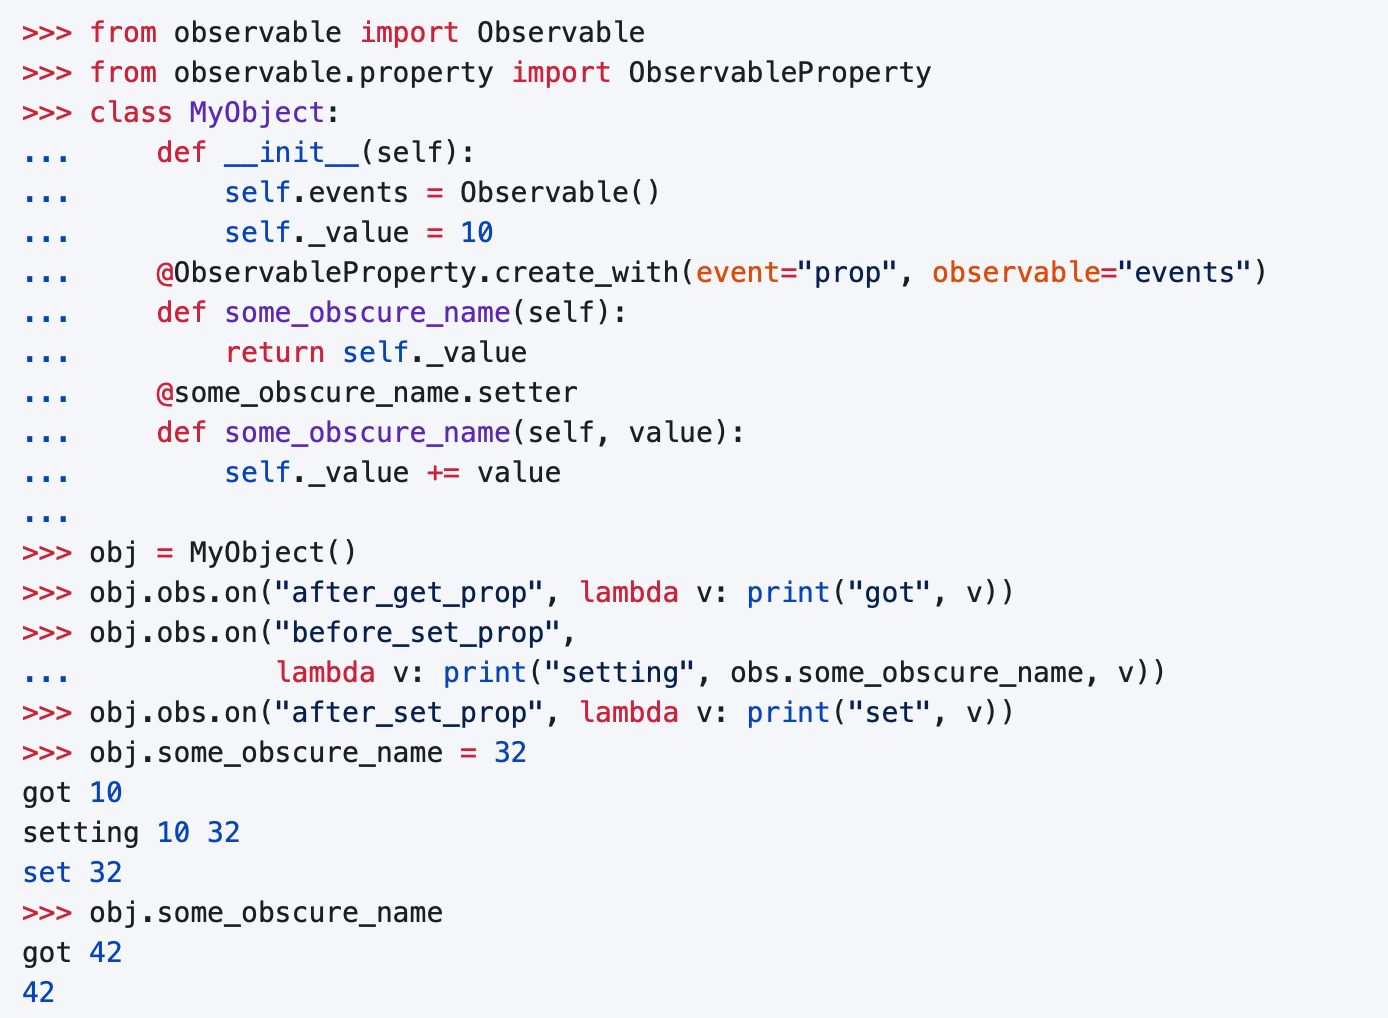 >>> from observable import Observable
>>> from observable.property import ObservableProperty
>>> class MyObject:
...     def __init__(self):
...         self.events = Observable()
...         self._value = 10
...     @ObservableProperty.create_with(event="prop", observable="events")
...     def some_obscure_name(self):
...         return self._value
...     @some_obscure_name.setter
...     def some_obscure_name(self, value):
...         self._value += value
...
>>> obj = MyObject()
>>> obj.obs.on("after_get_prop", lambda v: print("got", v))
>>> obj.obs.on("before_set_prop",
...            lambda v: print("setting", obs.some_obscure_name, v))
>>> obj.obs.on("after_set_prop", lambda v: print("set", v))
>>> obj.some_obscure_name = 32
got 10
setting 10 32
set 32
>>> obj.some_obscure_name
got 42
42